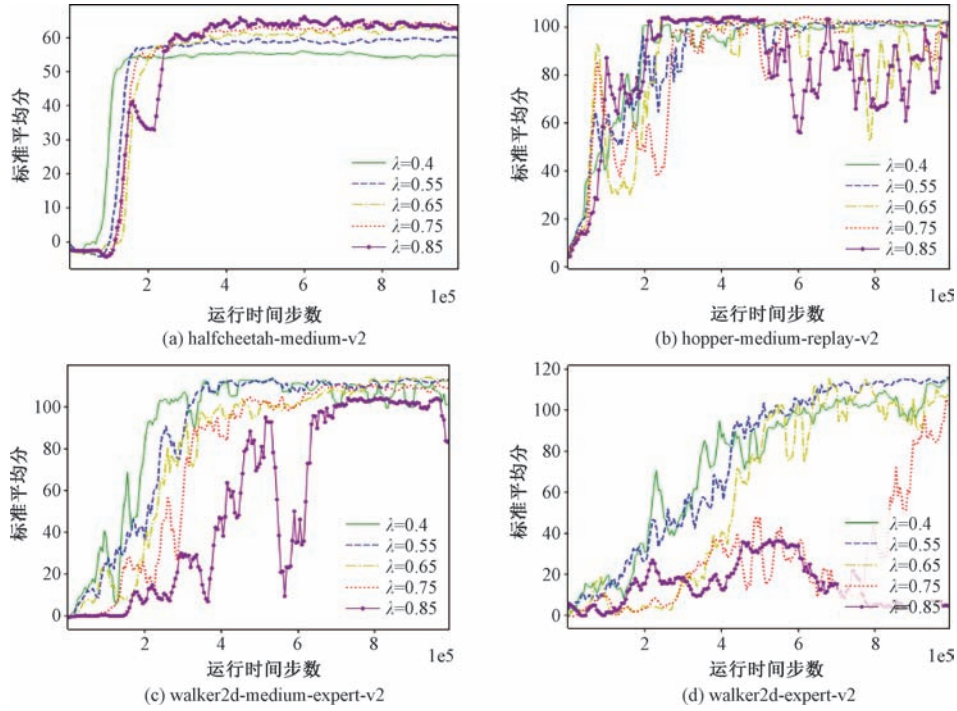 标准平均分
60
50
40
30
20
10
0
λ=0.4
λ=0.55
λ=0.65
λ=0.75
λ=0.85
2 4 6 8
1e5
运行时间步数
(a) halfcheetah-medium-v2
标准平均分
100
80
60
40
20
0
λ=0.4
λ=0.55
λ=0.65
λ=0.75
λ=0.85
2 4 6 8
1e5
运行时间步数
(b) hopper-medium-replay-v2
标准平均分
100
80
60
40
20
0
λ=0.4
λ=0.55
λ=0.65
λ=0.75
λ=0.85
2 4 6 8
1e5
运行时间步数
(c) walker2d-medium-expert-v2
标准平均分
120
100
80
60
40
20
0
λ=0.4
λ=0.55
λ=0.65
λ=0.75
λ=0.85
2 4 6 8
1e5
运行时间步数
(d) walker2d-expert-v2